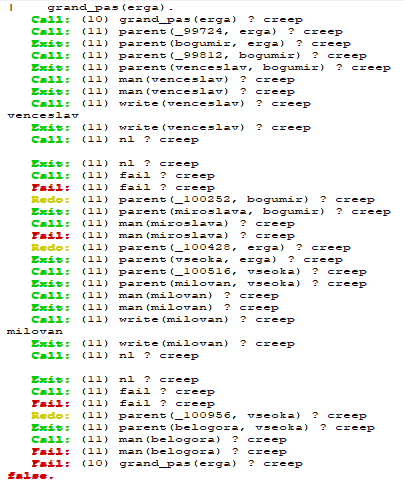 |    grand_pas(erga).
Call: (10) grand_pas(erga) ? creep
Call: (11) parent(_99724, erga) ? creep
Exit: (11) parent(bogumir, erga) ? creep
Call: (11) parent(_99812, bogumir) ? creep
Exit: (11) parent(venceslav, bogumir) ? creep
Call: (11) man(venceslav) ? creep
Exit: (11) man(venceslav) ? creep
Call: (11) write(venceslav) ? creep
venceslav
Exit: (11) write(venceslav) ? creep
Call: (11) nl ? creep
Exit: (11) nl ? creep
Call: (11) fail ? creep
Fail: (11) fail ? creep
Redo: (11) parent(_100252, bogumir) ? creep
Exit: (11) parent(miroslava, bogumir) ? creep
Call: (11) man(miroslava) ? creep
Fail: (11) man(miroslava) ? creep
Redo: (11) parent(_100428, erga) ? creep
Exit: (11) parent(vseoka, erga) ? creep
Call: (11) parent(_100516, vseoka) ? creep
Exit: (11) parent(milovan, vseoka) ? creep
Call: (11) man(milovan) ? creep
Exit: (11) man(milovan) ? creep
Call: (11) write(milovan) ? creep
milovan
Exit: (11) write(milovan) ? creep
Call: (11) nl ? creep
Exit: (11) nl ? creep
Call: (11) fail ? creep
Fail: (11) fail ? creep
Redo: (11) parent(_100956, vseoka) ? creep
Exit: (11) parent(belogora, vseoka) ? creep
Call: (11) man(belogora) ? creep
Fail: (11) man(belogora) ? creep
Fail: (10) grand_pas(erga) ? creep
false.